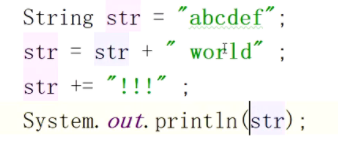 String str = "abcdef";
str = str + " world" ;
str += "!!!" ;
System.out.println(str);